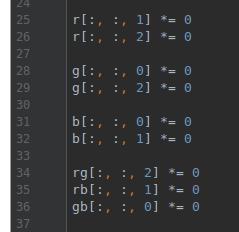 24
25 r[:, :, 1] *= 0
26 r[:, :, 2] *= 0
27
28 g[:, :, 0] *= 0
29 g[:, :, 2] *= 0
30
31 b[:, :, 0] *= 0
32 b[:, :, 1] *= 0
33
34 rg[:, :, 2] *= 0
35 rb[:, :, 1] *= 0
36 gb[:, :, 0] *= 0
37